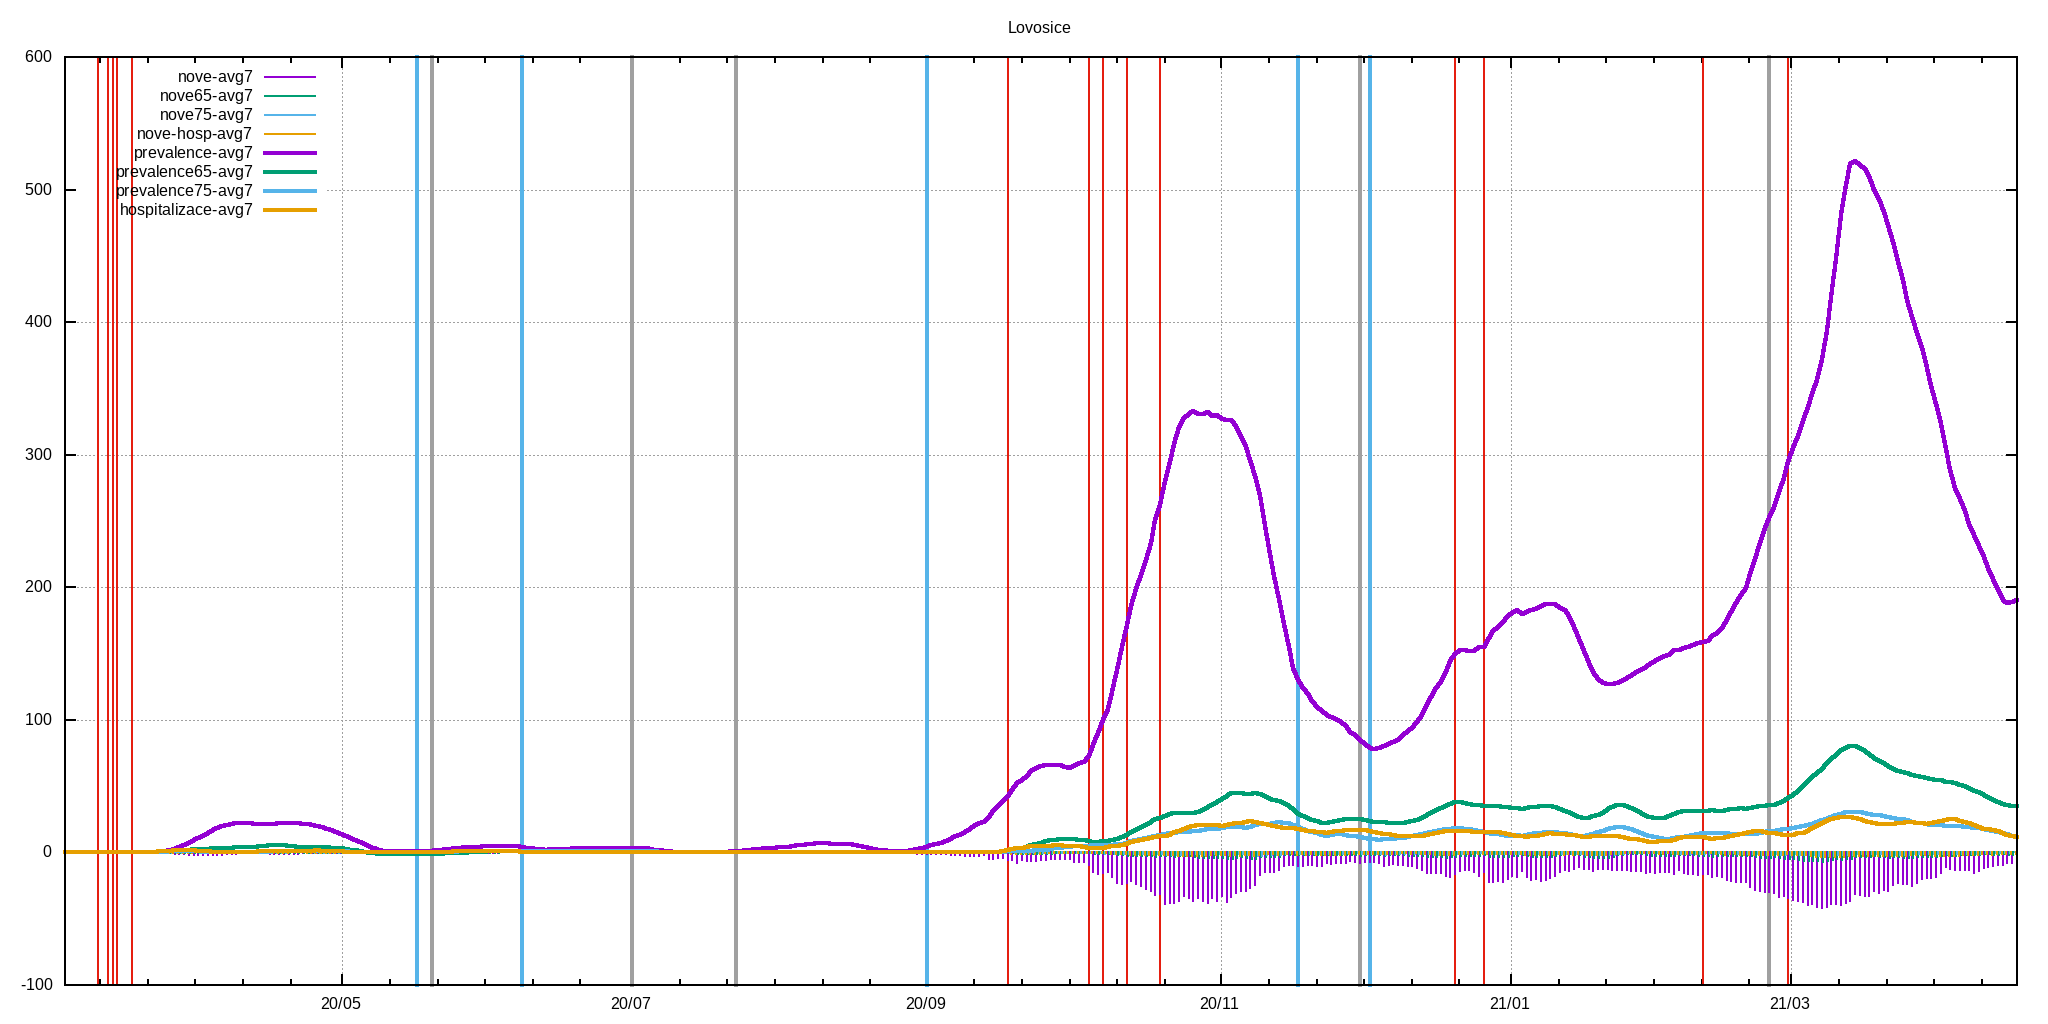 Lovosice
600
500
400
300
200
100
0
-100
nove-avg7
nove65-avg7
nove75-avg7
nove-hosp-avg7
prevalence-avg7
prevalence65-avg7
prevalence75-avg7
hospitalizace-avg7
20/05 20/07 20/09 20/11 21/01 21/03